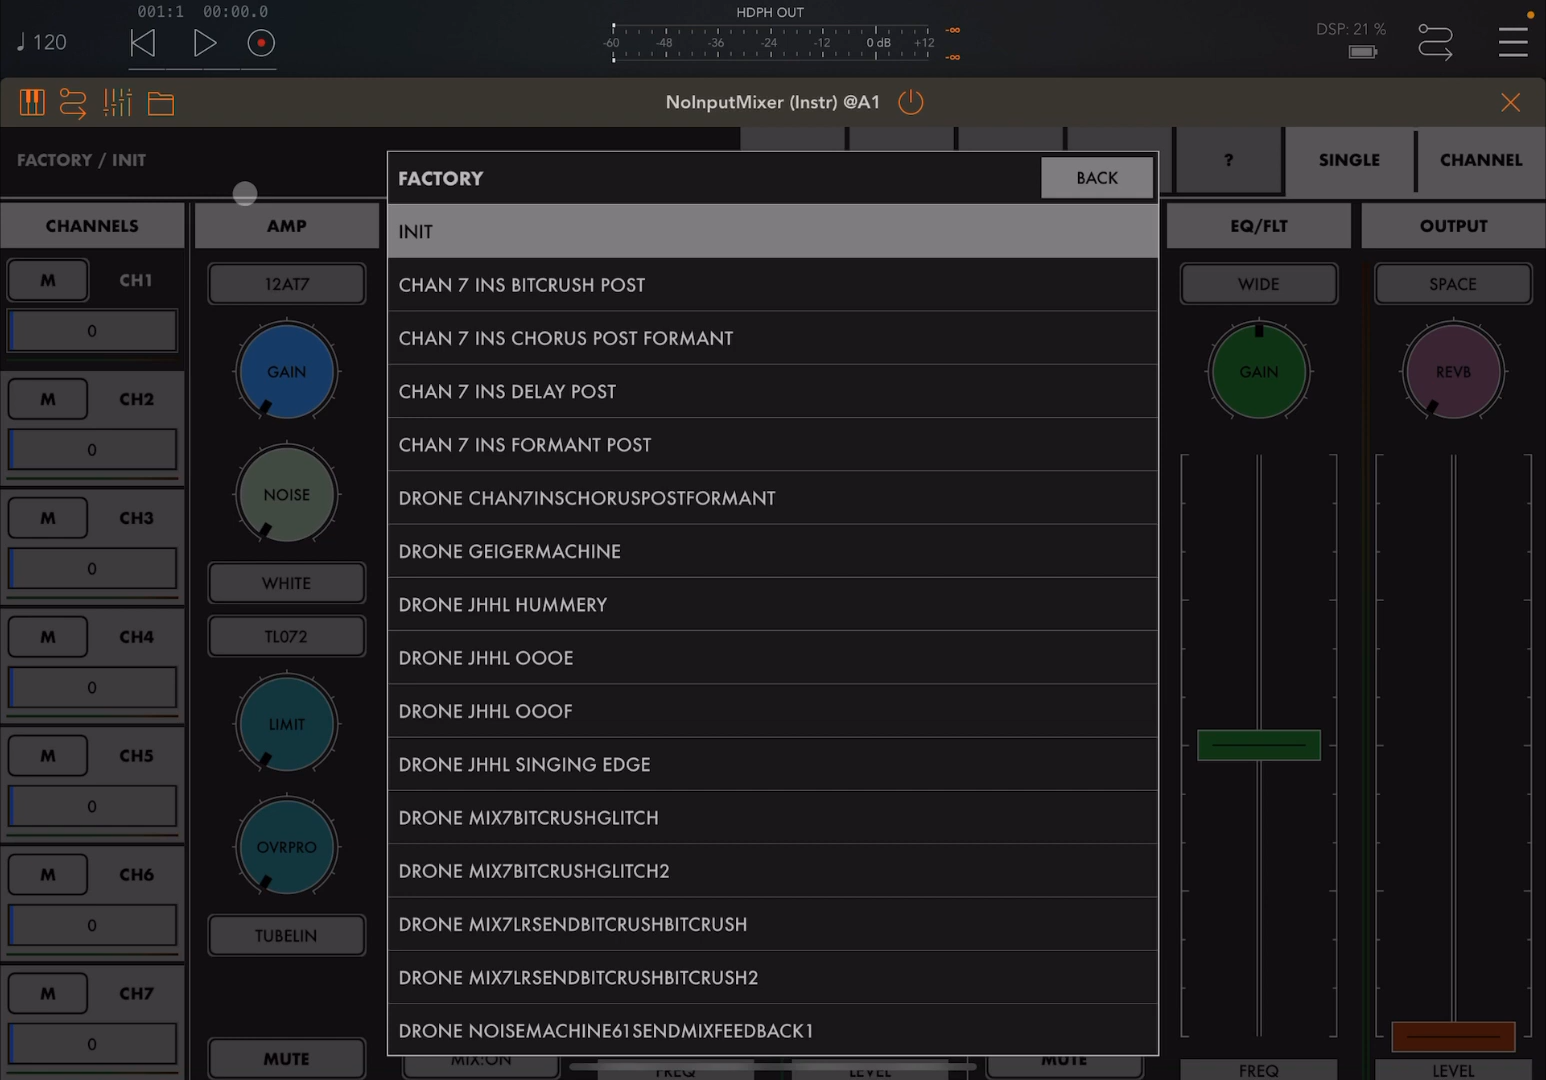 001:1 00:00.0
HDPH OUT
120
-60 -48 -36 -24 -12 0 dB +12
-∞
-∞
DSP: 21 %
NoInputMixer (Instr) @A1
FACTORY / INIT
?
SINGLE
CHANNEL
FACTORY
BACK
INIT
CHAN 7 INS BITCRUSH POST
CHAN 7 INS CHORUS POST FORMANT
CHAN 7 INS DELAY POST
CHAN 7 INS FORMANT POST
DRONE CHAN7INSCHORUSPOSTFORMANT
DRONE GEIGERMACHINE
DRONE JHHL HUMMERY
DRONE JHHL OOOE
DRONE JHHL OOOF
DRONE JHHL SINGING EDGE
DRONE MIX7BITCRUSHGLITCH
DRONE MIX7BITCRUSHGLITCH2
DRONE MIX7LRSENDBITCRUSHBITCRUSH
DRONE MIX7LRSENDBITCRUSHBITCRUSH2
DRONE NOISEMACHINE61SENDMIXFEEDBACK1
CHANNELS
M CH1
0
M CH2
0
M CH3
0
M CH4
0
M CH5
0
M CH6
0
M CH7
0
AMP
12AT7
GAIN
NOISE
WHITE
TL072
LIMIT
OVRPRO
TUBELIN
MUTE
MIX:ON
FREQ
LEVEL
MUTE
EQ/FLT
WIDE
GAIN
FREQ
OUTPUT
SPACE
REVB
LEVEL